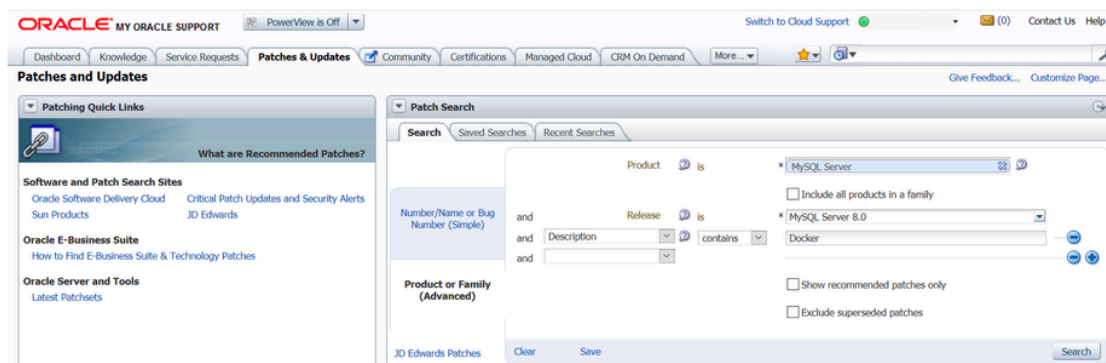 ORACLE MY ORACLE SUPPORT PowerView is Off Switch to Cloud Support (0) Contact Us Help
Dashboard Knowledge Service Requests Patches & Updates Community Certifications Managed Cloud CRM On Demand More...
Patches and Updates Give Feedback... Customize Page...
Patching Quick Links
What are Recommended Patches?
Software and Patch Search Sites
Oracle Software Delivery Cloud Critical Patch Updates and Security Alerts
Sun Products JD Edwards
Oracle E-Business Suite
How to Find E-Business Suite & Technology Patches
Oracle Server and Tools
Latest Patchsets
Patch Search
Search Saved Searches Recent Searches
Number/Name or Bug
Number (Simple)
Product or Family
(Advanced)
JD Edwards Patches
Product is * MySQL Server
Include all products in a family
and Release is * MySQL Server 8.0
and Description contains Docker
and
Show recommended patches only
Exclude superseded patches
Clear Save Search